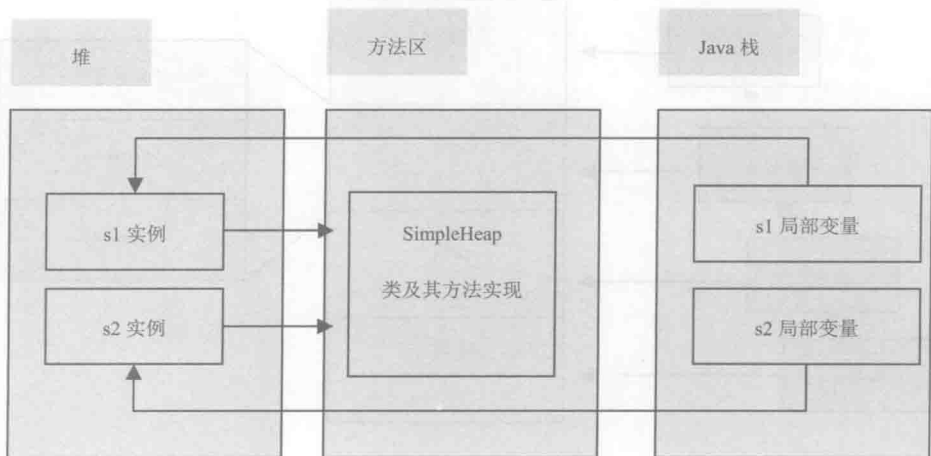 堆
方法区
Java 栈
s1 实例
s2 实例
SimpleHeap
类及其方法实现
s1 局部变量
s2 局部变量